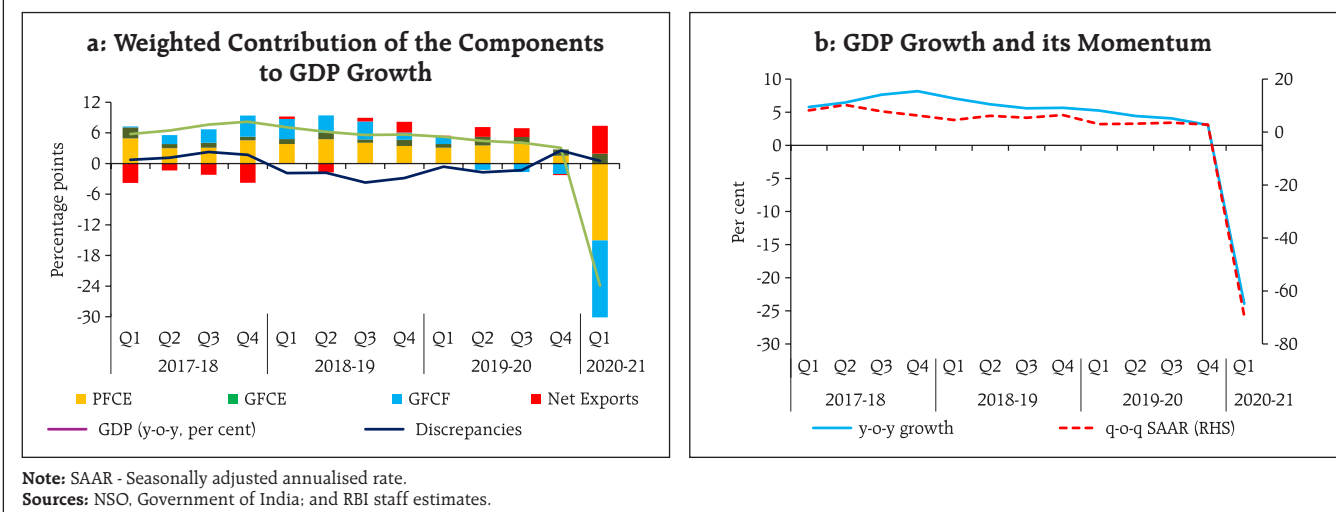 a: Weighted Contribution of the Components
to GDP Growth
12
6
0
-6
-12
-18
-24
-30
Percentage points
Q1 Q2 Q3 Q4 Q1 Q2 Q3 Q4 Q1 Q2 Q3 Q4 Q1
2017-18 2018-19 2019-20 2020-21
PFCE GFCE GFCF Net Exports
GDP (y-o-y, per cent) Discrepancies
b: GDP Growth and its Momentum
10
5
0
-5
-10
-15
-20
-25
-30
Per cent
20
0
-20
-40
-60
-80
Q1 Q2 Q3 Q4 Q1 Q2 Q3 Q4 Q1 Q2 Q3 Q4 Q1
2017-18 2018-19 2019-20 2020-21
y-o-y growth q-o-q SAAR (RHS)
Note: SAAR - Seasonally adjusted annualised rate.
Sources: NSO, Government of India; and RBI staff estimates.